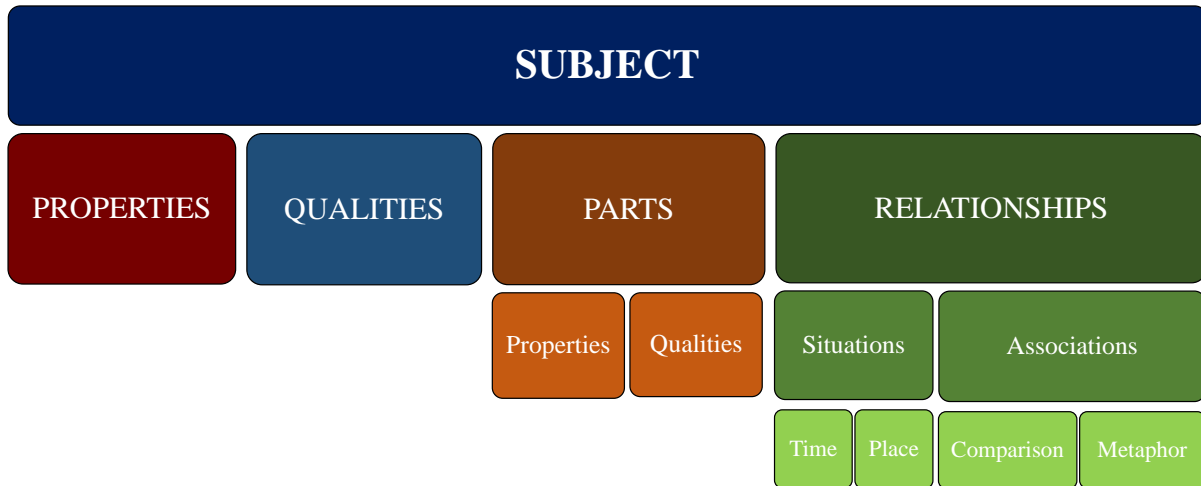 SUBJECT
PROPERTIES
QUALITIES
PARTS
RELATIONSHIPS
Properties
Qualities
Situations
Associations
Time
Place
Comparison
Metaphor